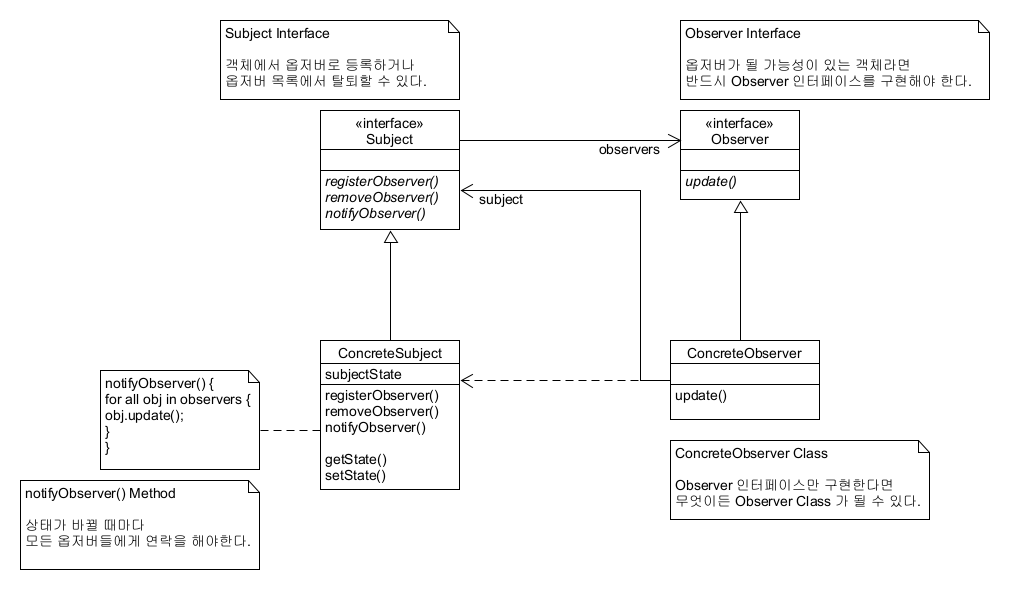 Subject Interface
객체에서 옵저버로 등록하거나
옵저버 목록에서 탈퇴할 수 있다.
Observer Interface
옵저버가 될 가능성이 있는 객체라면
반드시 Observer 인터페이스를 구현해야 한다.
«interface»
Subject
registerObserver()
removeObserver()
notifyObserver()
observers
«interface»
Observer
update()
subject
ConcreteSubject
subjectState
registerObserver()
removeObserver()
notifyObserver()
getState()
setState()
ConcreteObserver
update()
notifyObserver() {
for all obj in observers {
obj.update();
}
}
ConcreteObserver Class
Observer 인터페이스만 구현한다면
무엇이든 Observer Class 가 될 수 있다.
notifyObserver() Method
상태가 바뀔 때마다
모든 옵저버들에게 연락을 해야한다.